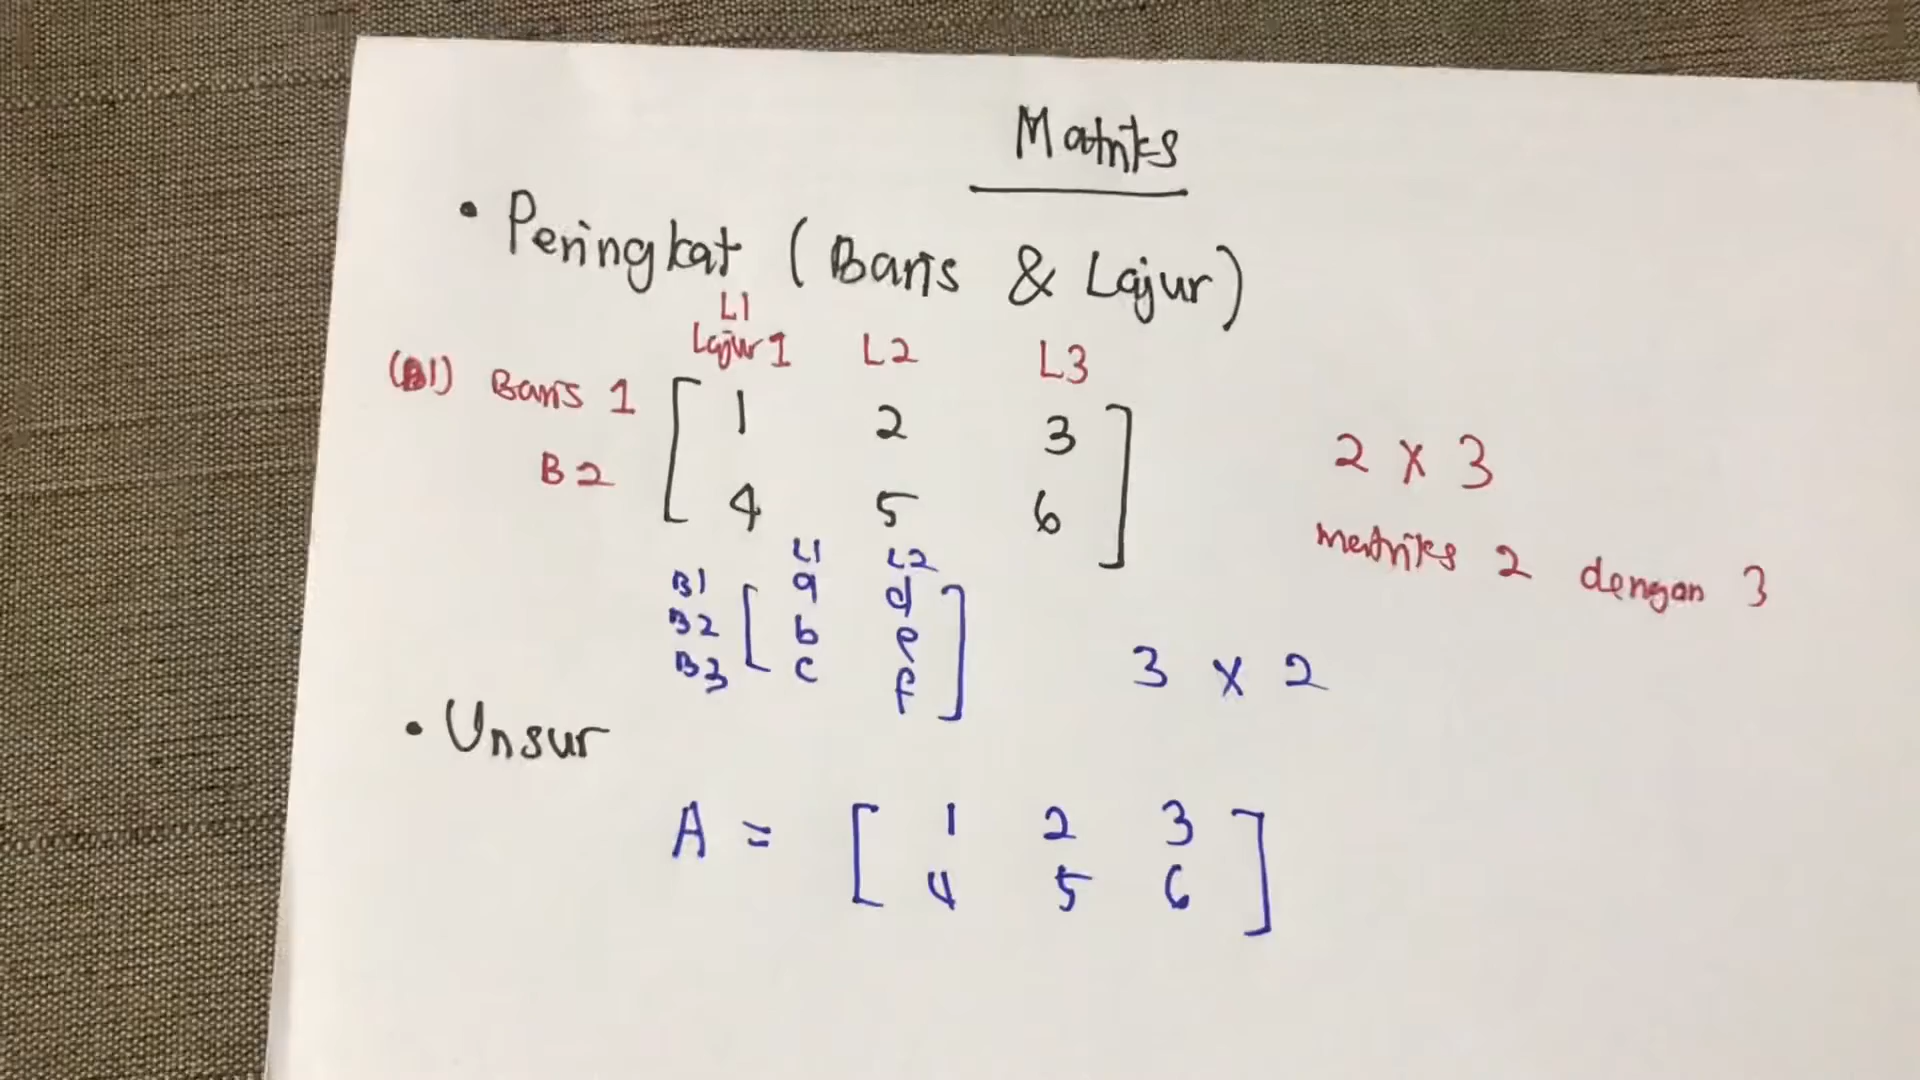 Matriks
• Peringkat (Baris & Lajur)
L1
Lajur 1 L2 L3
(B1) Baris 1 [ 1 2 3 ]
B2 [ 4 5 6 ]
2 x 3
matriks 2 dengan 3
L1 L2
B1 [ a d ]
B2 [ b e ]
B3 [ c f ]
3 x 2
• Unsur
A = [ 1 2 3 ]
[ 4 5 6 ]